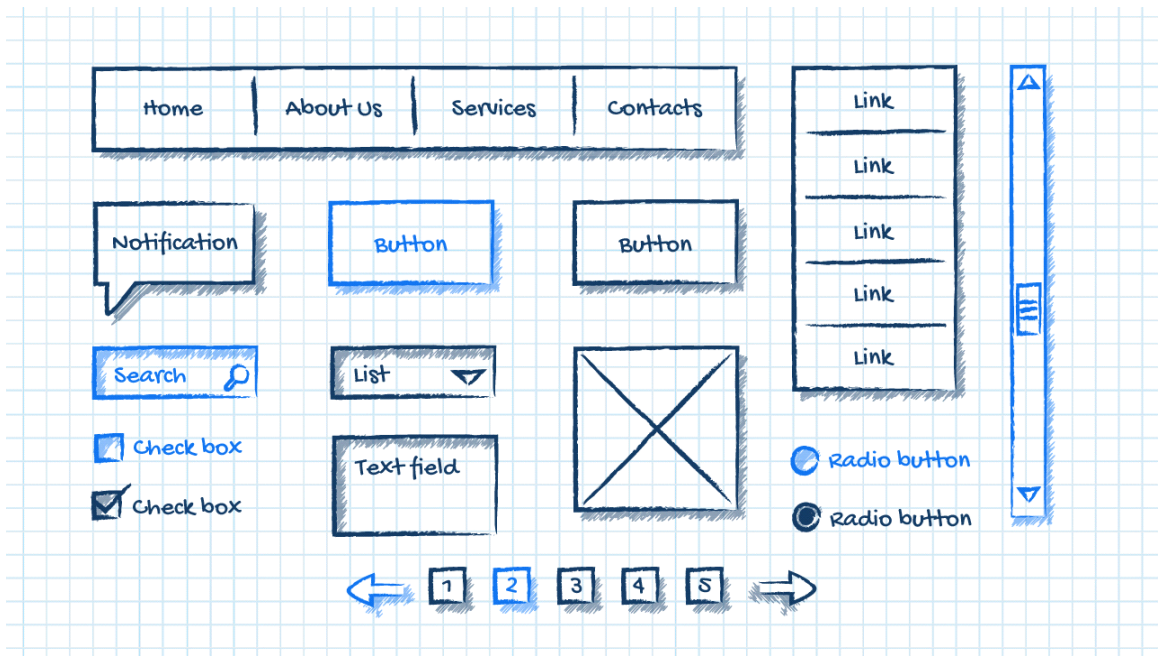 Home
About Us
Services
Contacts
Link
Link
Link
Link
Link
Notification
Button
Button
Search
List
Check box
Check box
Text field
Radio button
Radio button
1 2 3 4 5